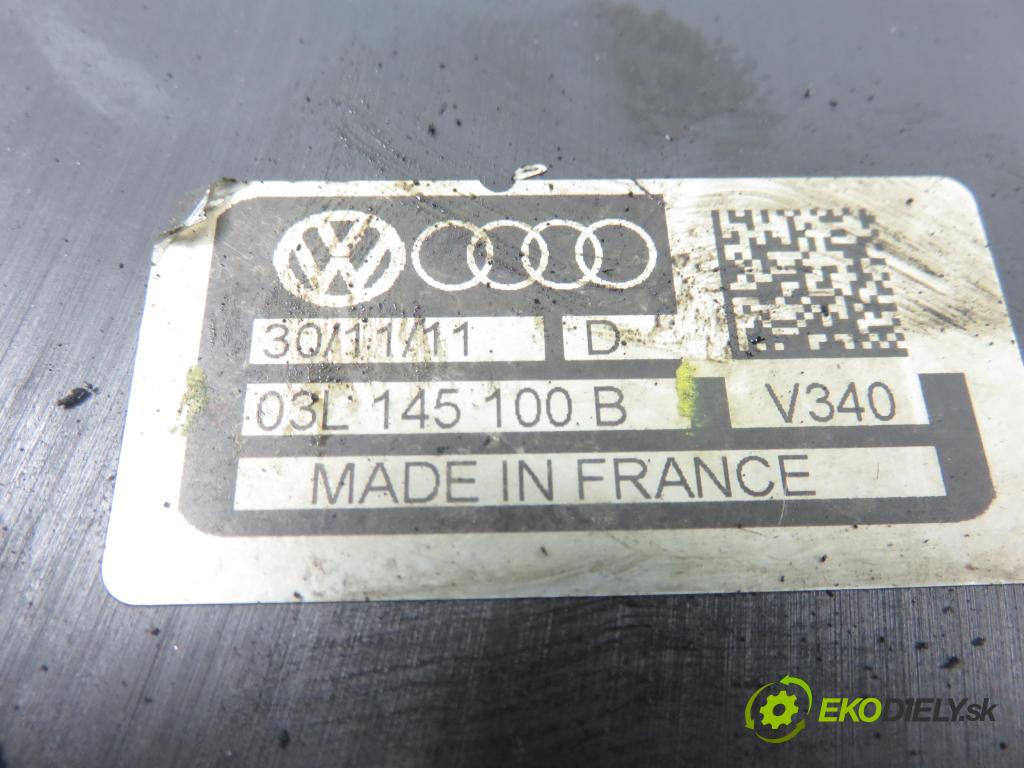 30/11/11 D
03L 145 100 B V340
MADE IN FRANCE
EKODIELY.sk